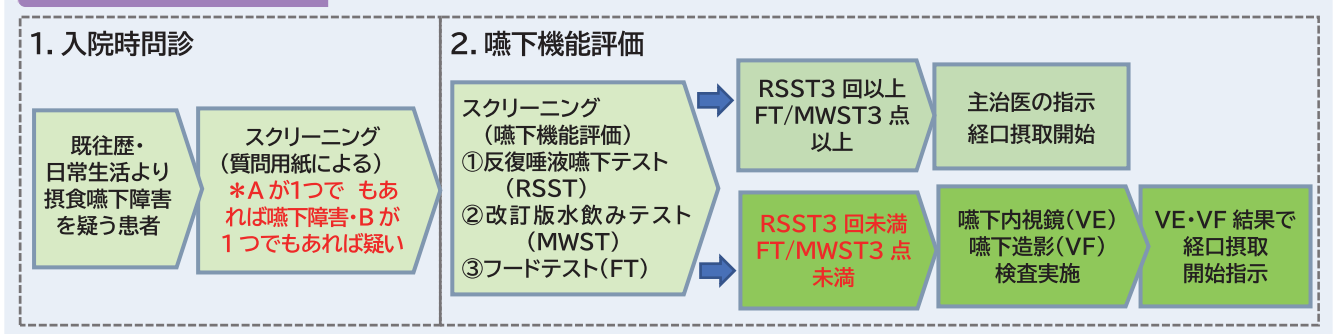 1. 入院時問診
既往歴・
日常生活より
摂食嚥下障害
を疑う患者
スクリーニング
(質問用紙による)
*Aが1つで もあ
れば嚥下障害・Bが
1つでもあれば疑い
2. 嚥下機能評価
スクリーニング
(嚥下機能評価)
①反復唾液嚥下テスト
(RSST)
②改訂版水飲みテスト
(MWST)
③フードテスト(FT)
RSST3 回以上
FT/MWST3 点
以上
主治医の指示
経口摂取開始
RSST3 回未満
FT/MWST3 点
未満
嚥下内視鏡(VE)
嚥下造影(VF)
検査実施
VE・VF 結果で
経口摂取
開始指示